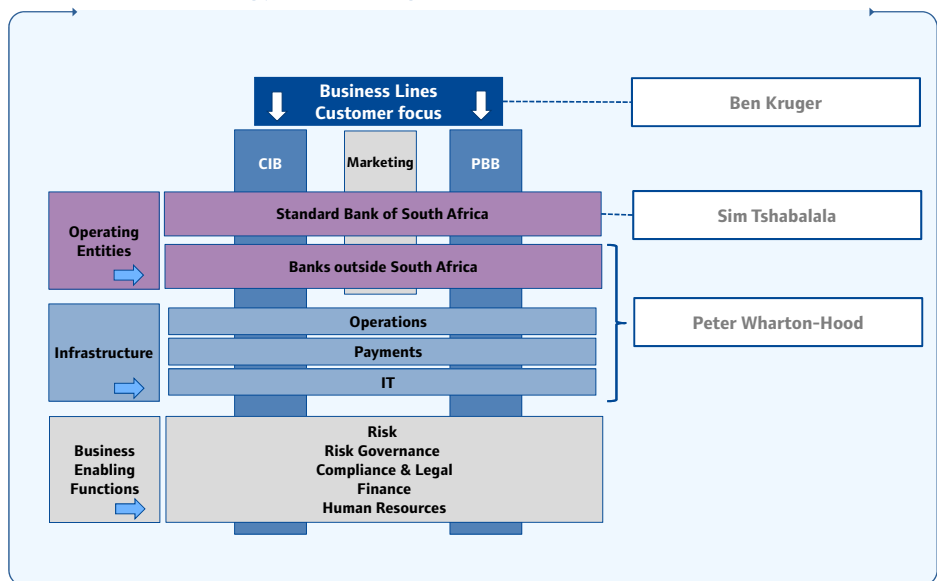 Business Lines
Customer focus
Ben Kruger
CIB
Marketing
PBB
Operating
Entities
Standard Bank of South Africa
Sim Tshabalala
Banks outside South Africa
Infrastructure
Operations
Payments
IT
Peter Wharton-Hood
Business
Enabling
Functions
Risk
Risk Governance
Compliance & Legal
Finance
Human Resources